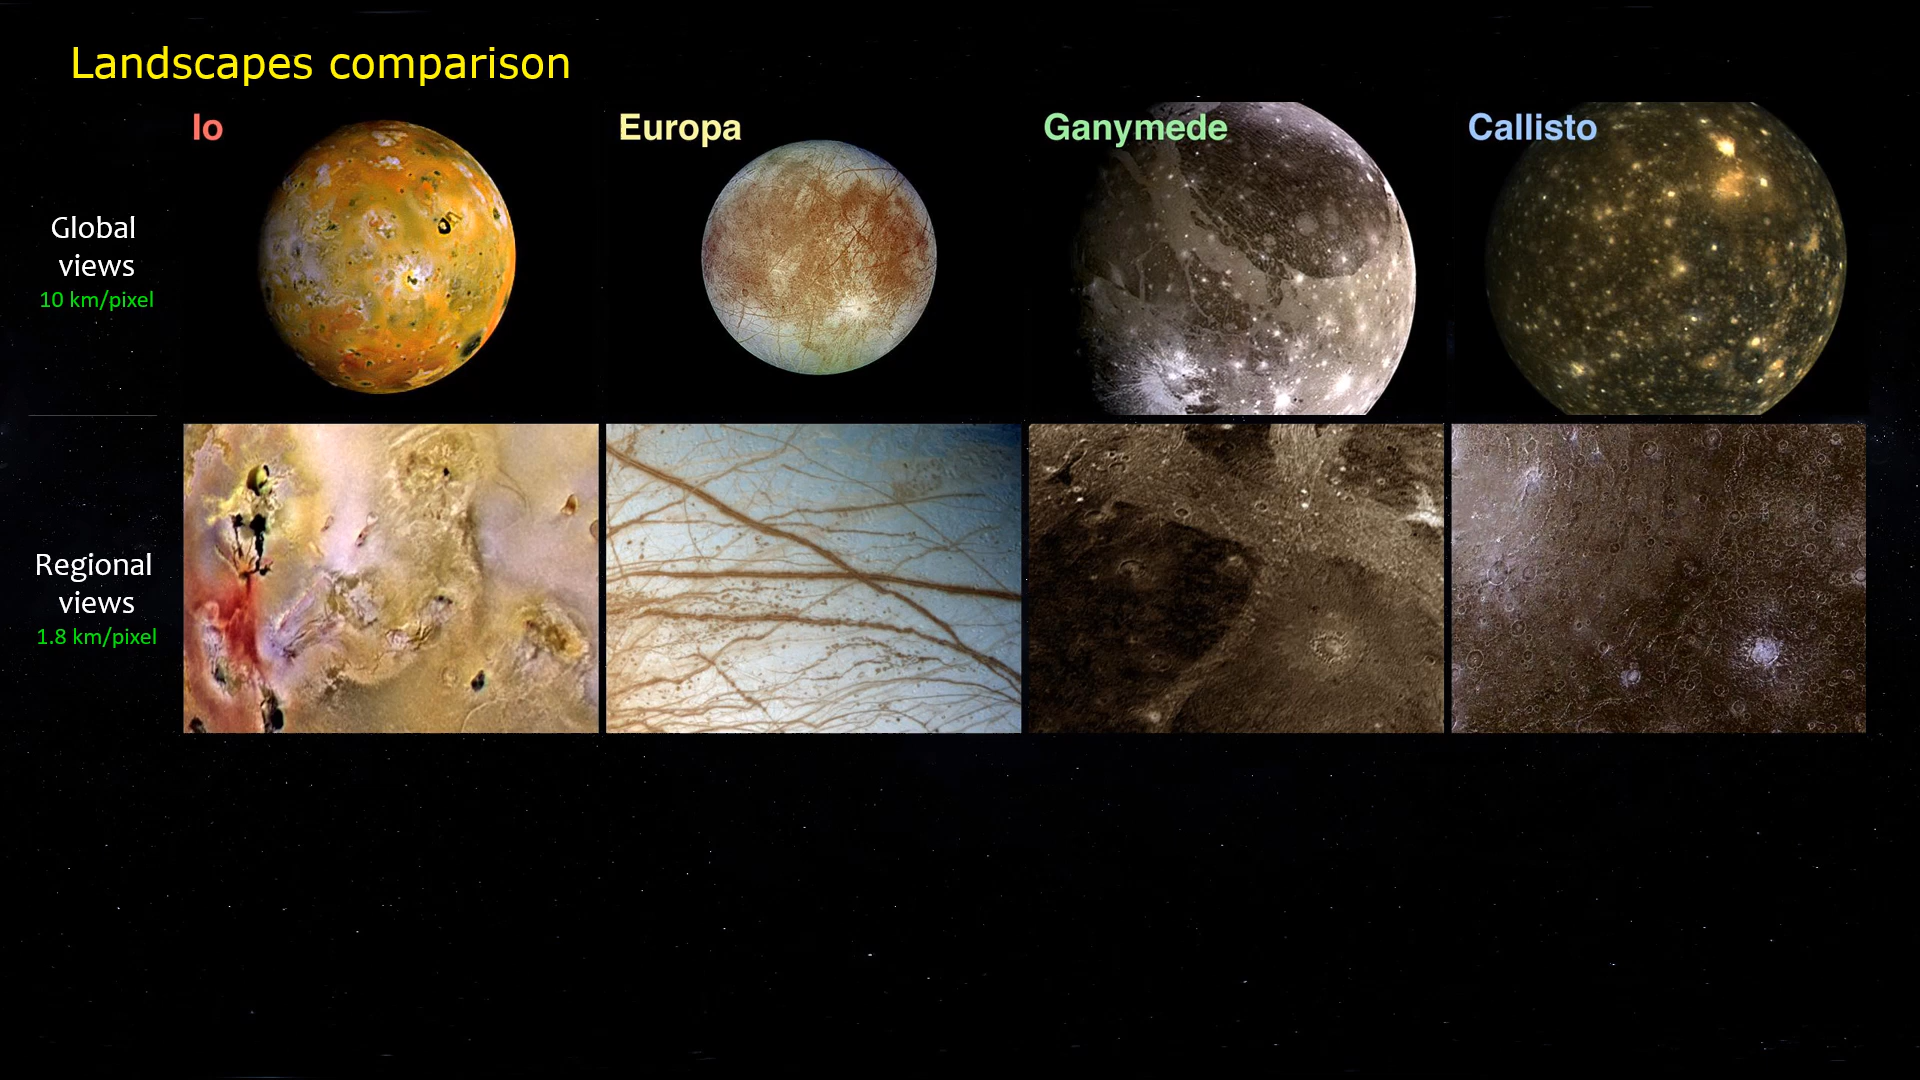 Landscapes comparison
Io
Europa
Ganymede
Callisto
Global
views
10 km/pixel
Regional
views
1.8 km/pixel